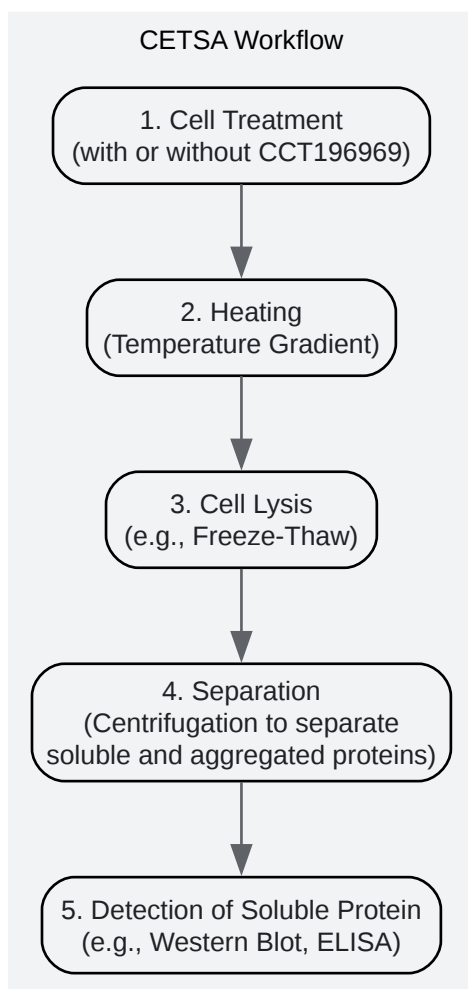 CETSA Workflow
1. Cell Treatment
(with or without CCT196969)
2. Heating
(Temperature Gradient)
3. Cell Lysis
(e.g., Freeze-Thaw)
4. Separation
(Centrifugation to separate
soluble and aggregated proteins)
5. Detection of Soluble Protein
(e.g., Western Blot, ELISA)